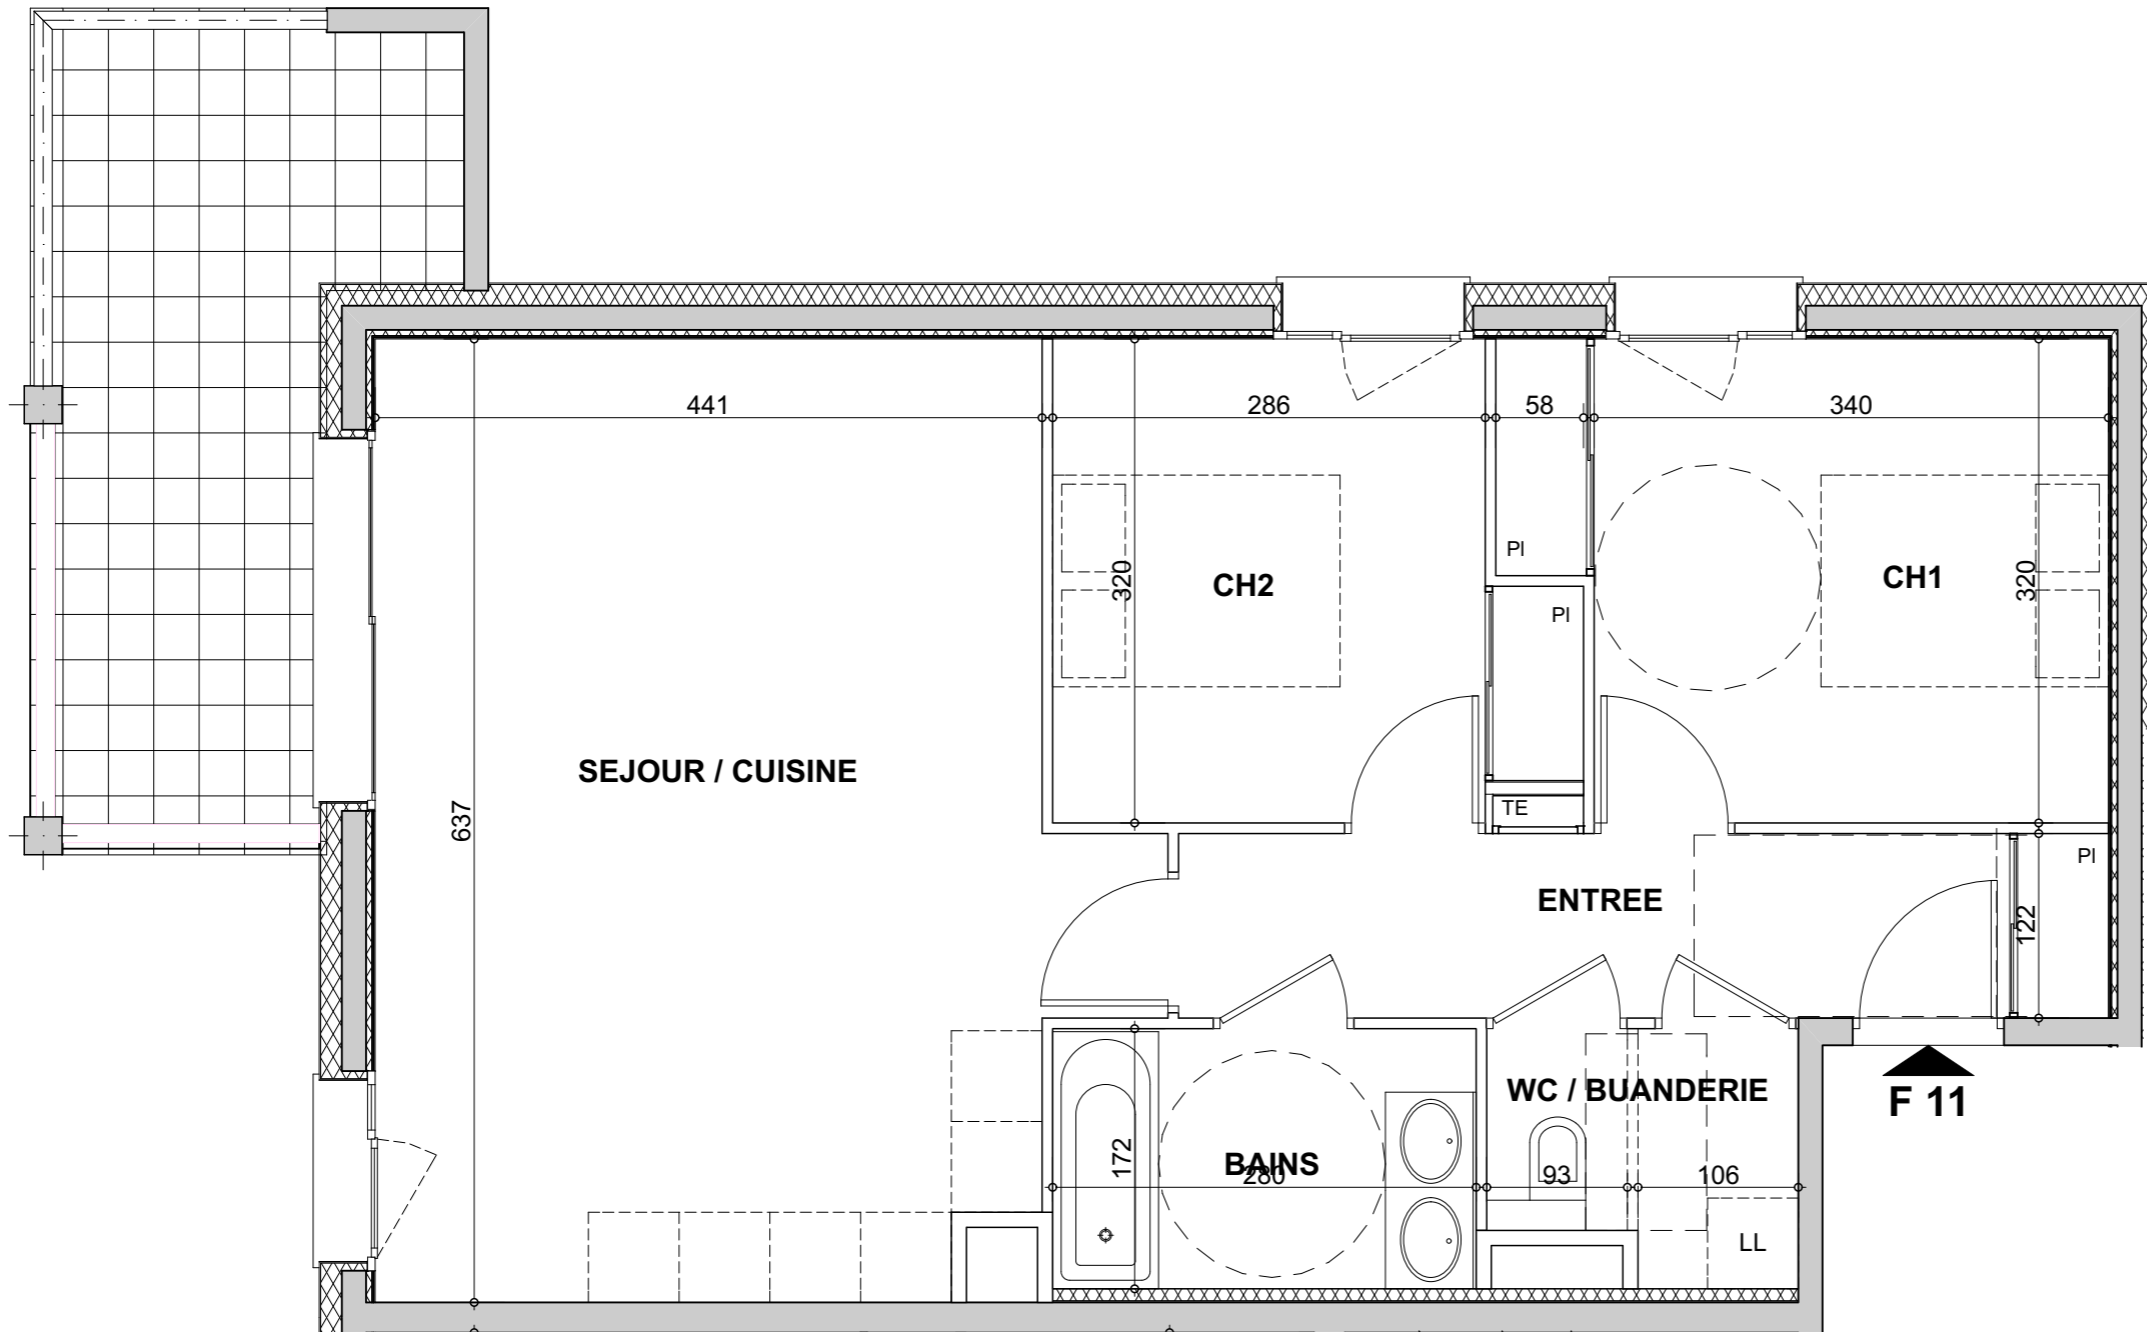 441
286
58
340
PI
CH2
320
CH1
320
PI
SEJOUR / CUISINE
637
TE
PI
ENTREE
122
WC / BUANDERIE
F 11
172
BAINS
280
93
106
LL